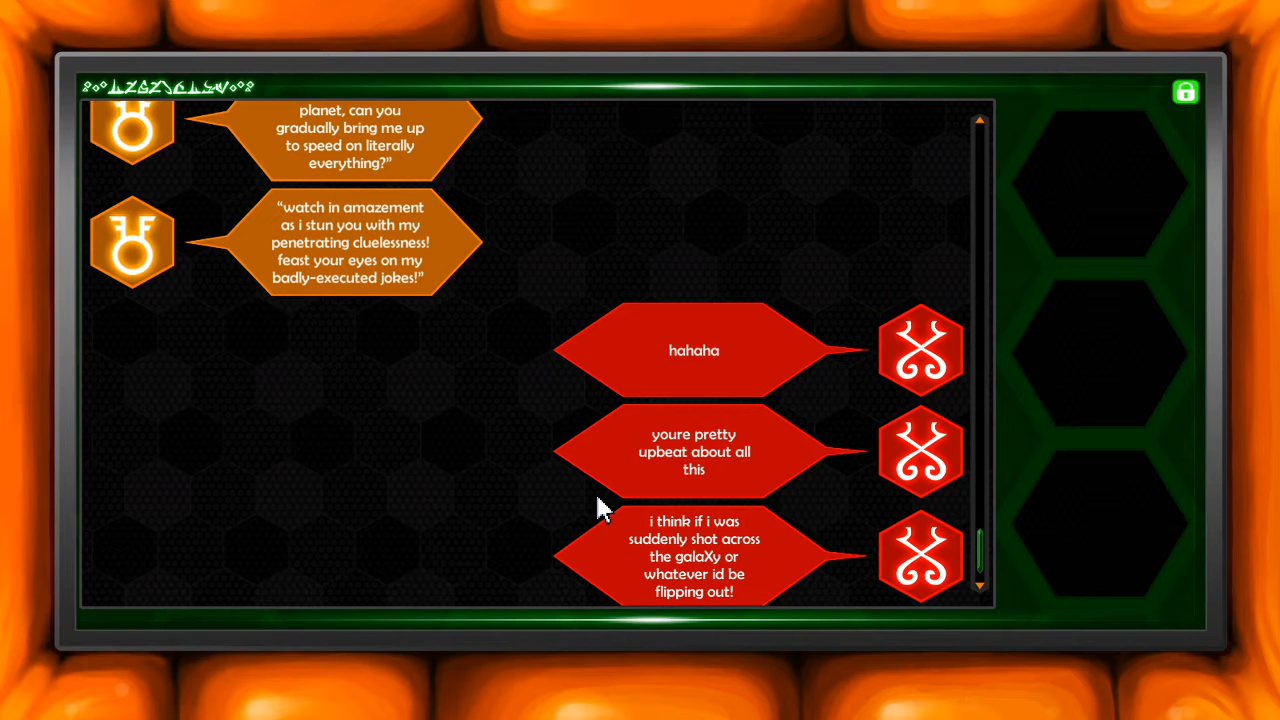 planet, can you
gradually bring me up
to speed on literally
everything?”
“watch in amazement
as i stun you with my
penetrating cluelessness!
feast your eyes on my
badly-executed jokes!”
hahaha
youre pretty
upbeat about all
this
i think if i was
suddenly shot across
the galaXy or
whatever id be
flipping out!